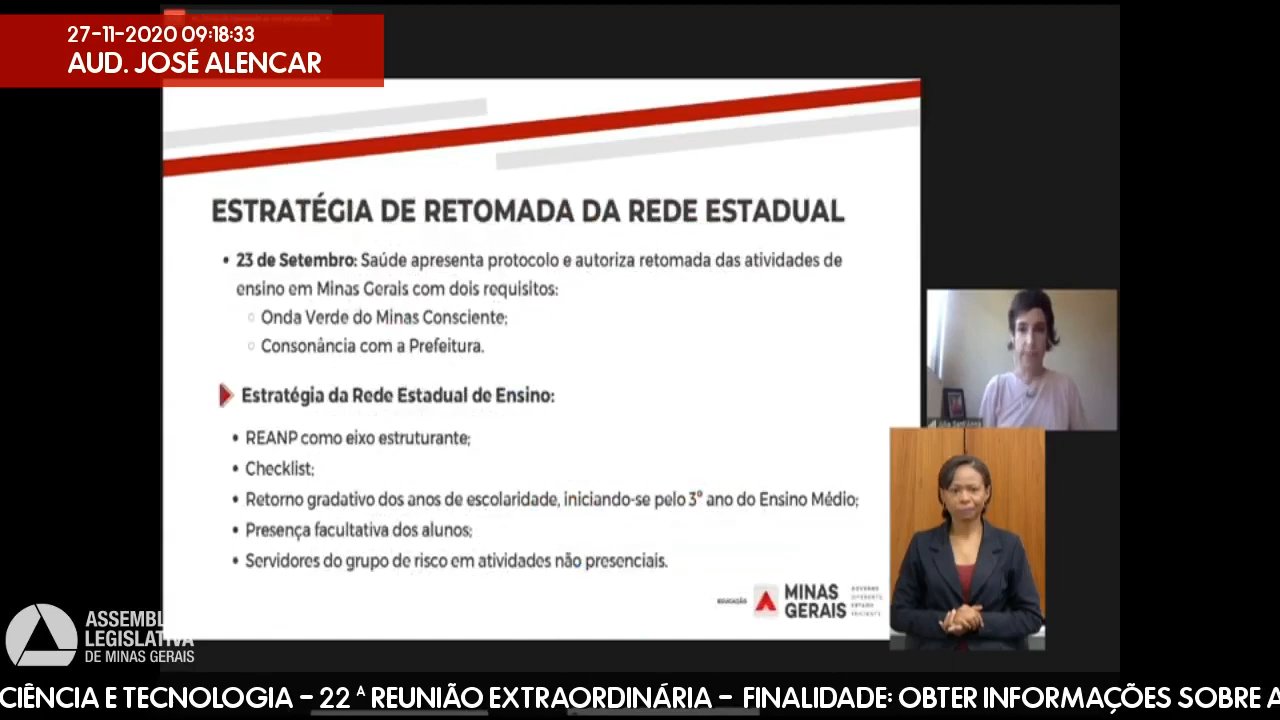 27-11-2020 09:18:33
AUD. JOSÉ ALENCAR
ESTRATÉGIA DE RETOMADA DA REDE ESTADUAL
• 23 de Setembro: Saúde apresenta protocolo e autoriza retomada das atividades de
ensino em Minas Gerais com dois requisitos:
○ Onda Verde do Minas Consciente;
○ Consonância com a Prefeitura.
Estratégia da Rede Estadual de Ensino:
• REANP como eixo estruturante;
• Checklist;
• Retorno gradativo dos anos de escolaridade, iniciando-se pelo 3º ano do Ensino Médio;
• Presença facultativa dos alunos;
• Servidores do grupo de risco em atividades não presenciais.
EDUCAÇÃO
MINAS
GERAIS
GOVERNO
DIFERENTE
ESTADO
EFICIENTE
ASSEMBL
LEGISLATIVA
DE MINAS GERAIS
CIÊNCIA E TECNOLOGIA - 22 ª REUNIÃO EXTRAORDINÁRIA - FINALIDADE: OBTER INFORMAÇÕES SOBRE A